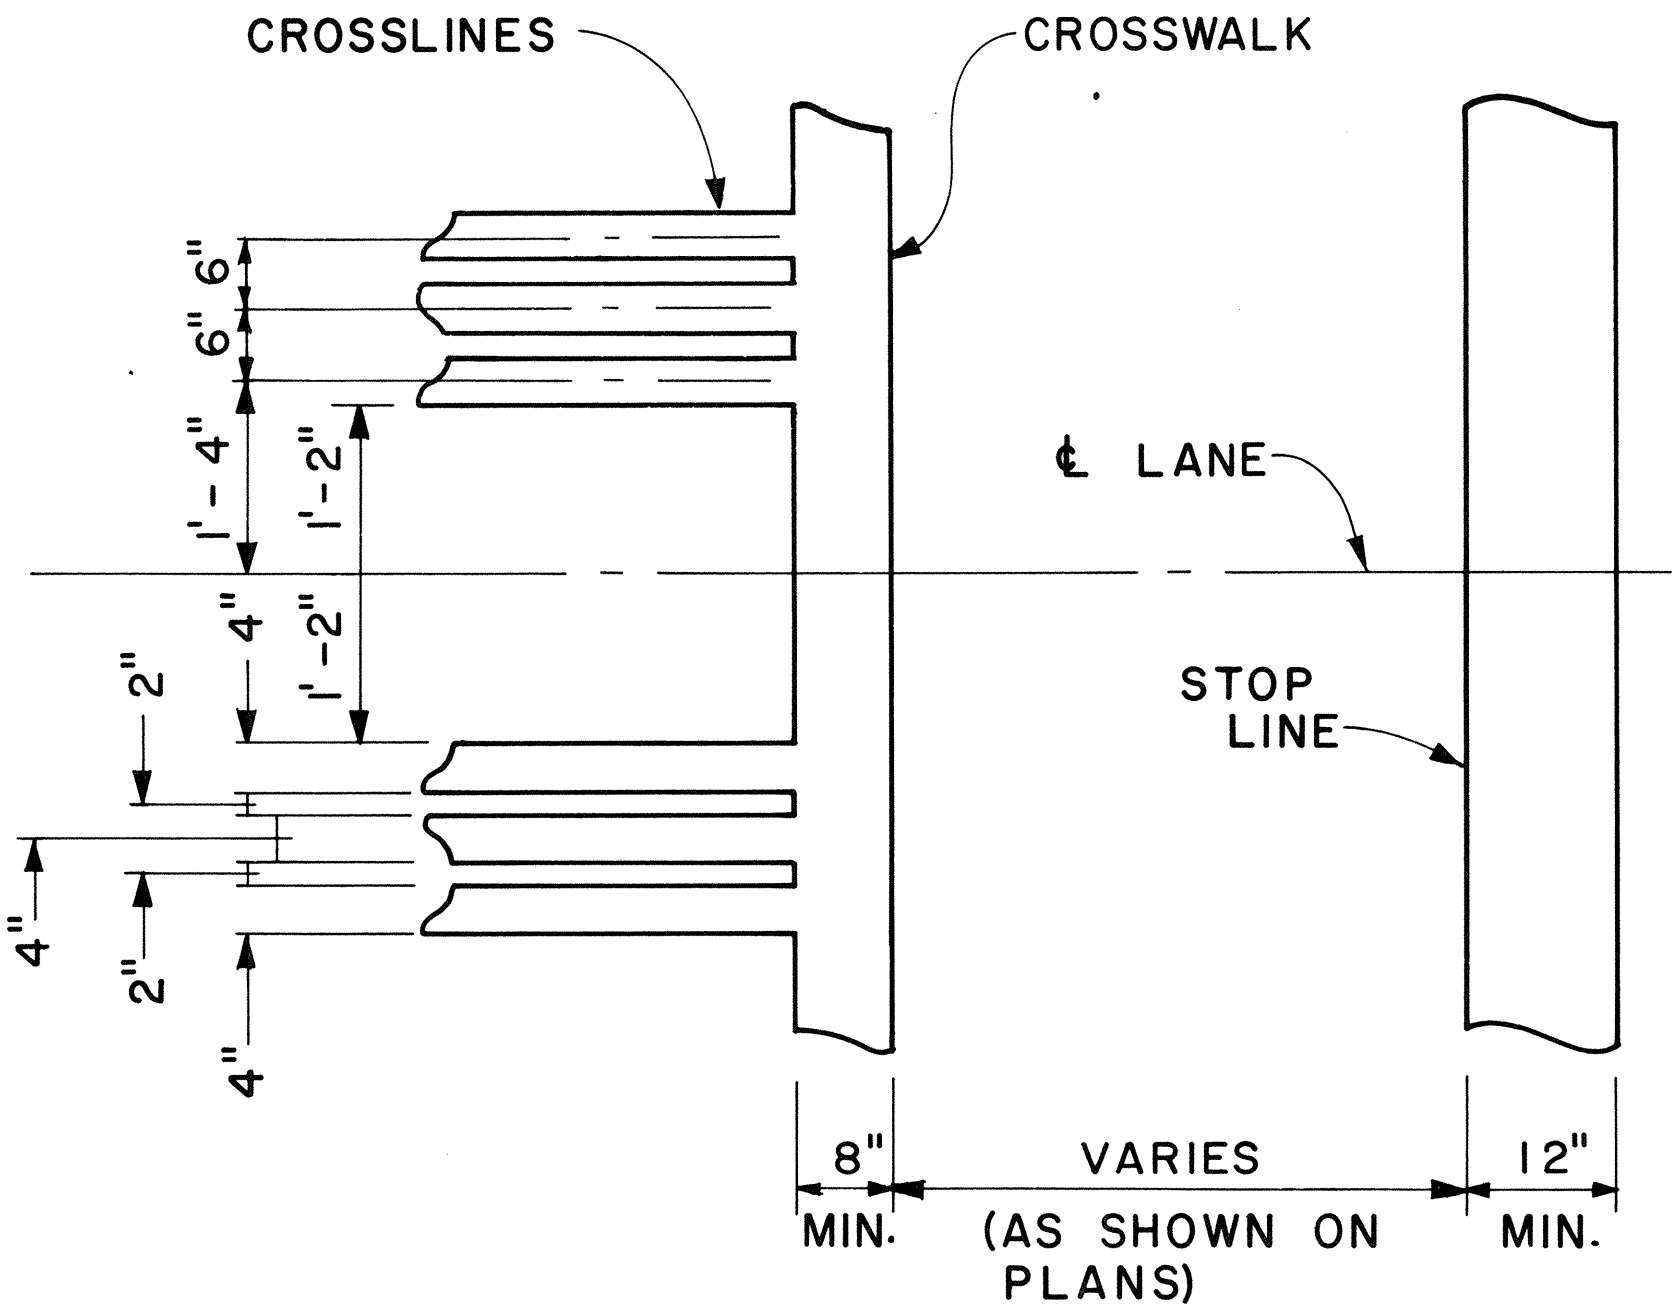 CROSSLINES
CROSSWALK
6"
6"
1'-4"
1'-2"
℄ LANE
4"
1'-2"
2"
STOP
LINE
4"
2"
4"
8"
MIN.
VARIES
(AS SHOWN ON
PLANS)
12"
MIN.